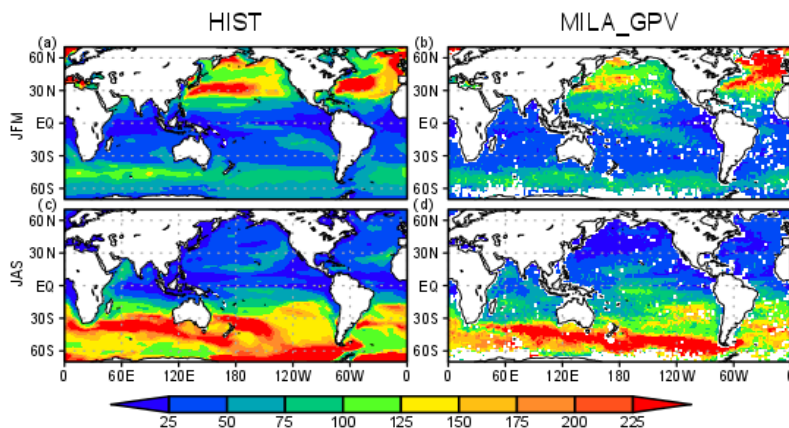 HIST MILA_GPV
(a) (b)
60N 60N
30N 30N
JFM EQ EQ
30S 30S
60S 60S
(c) (d)
60N 60N
30N 30N
JAS EQ EQ
30S 30S
60S 60S
0 60E 120E 180 120W 60W 0 0 60E 120E 180 120W 60W 0
25 50 75 100 125 150 175 200 225